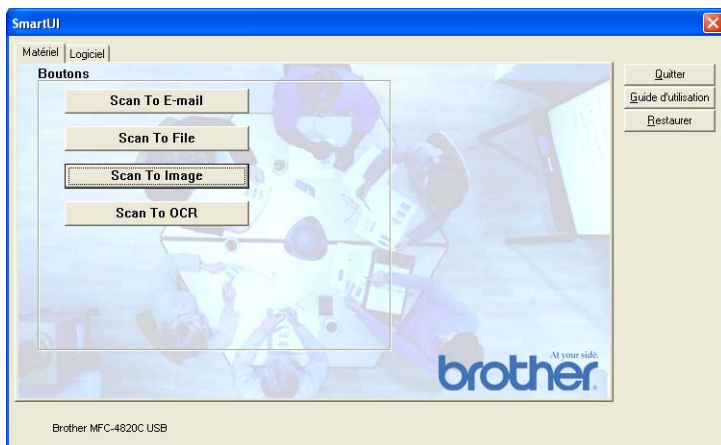 SmartUI
Matériel
Logiciel
Boutons
Scan To E-mail
Scan To File
Scan To Image
Scan To OCR
Quitter
Guide d'utilisation
Restaurer
At your side.
brother
Brother MFC-4820C USB